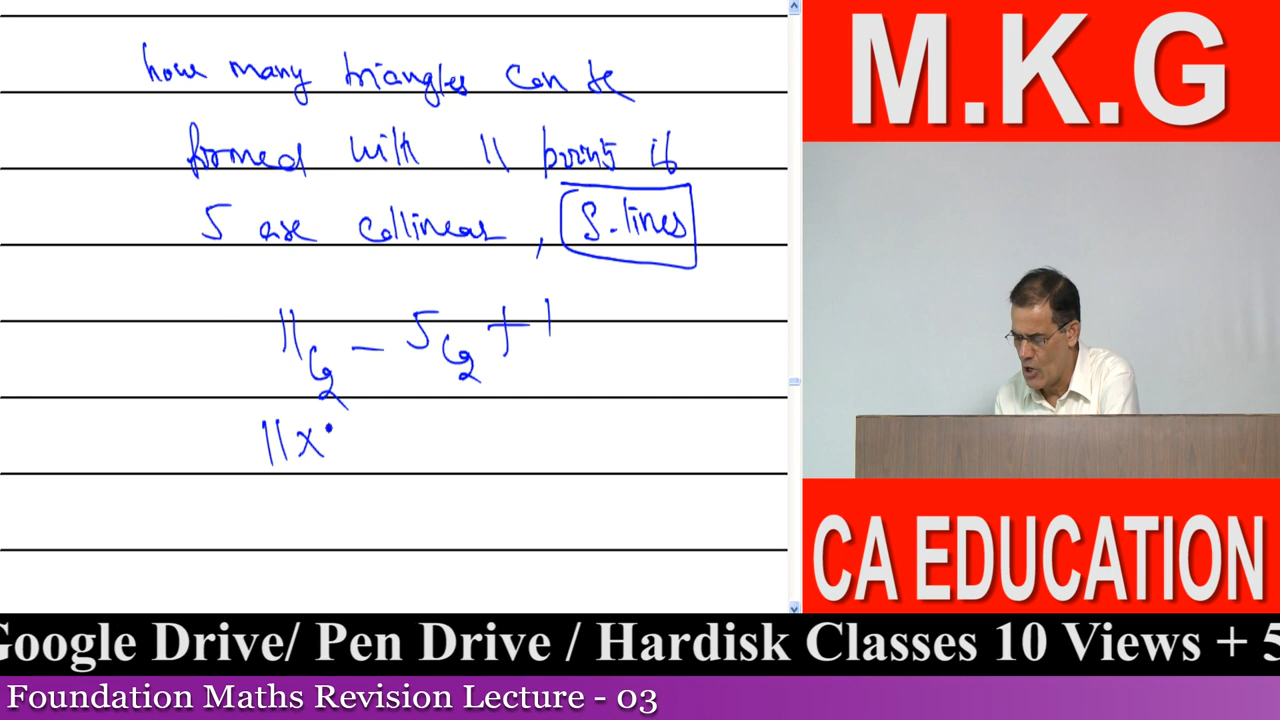 how many triangles can be
formed with 11 points if
5 are collinear, S.lines
11C2 - 5C2 + 1
11x
M.K.G
CA EDUCATION
Google Drive/ Pen Drive / Hardisk Classes 10 Views + 5
Foundation Maths Revision Lecture - 03